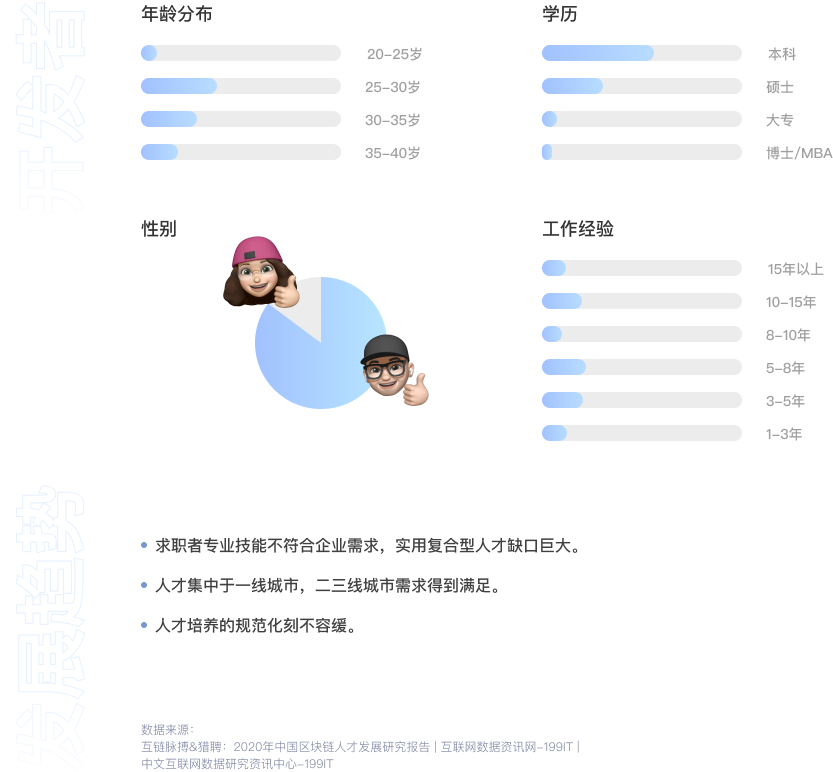 开发者
年龄分布
20-25岁
25-30岁
30-35岁
35-40岁
学历
本科
硕士
大专
博士/MBA
性别
工作经验
15年以上
10-15年
8-10年
5-8年
3-5年
1-3年
发展趋势
求职者专业技能不符合企业需求，实用复合型人才缺口巨大。
人才集中于一线城市，二三线城市需求得到满足。
人才培养的规范化刻不容缓。
数据来源：
互链脉搏&猎聘：2020年中国区块链人才发展研究报告 | 互联网数据资讯网-199IT |
中文互联网数据研究资讯中心-199IT